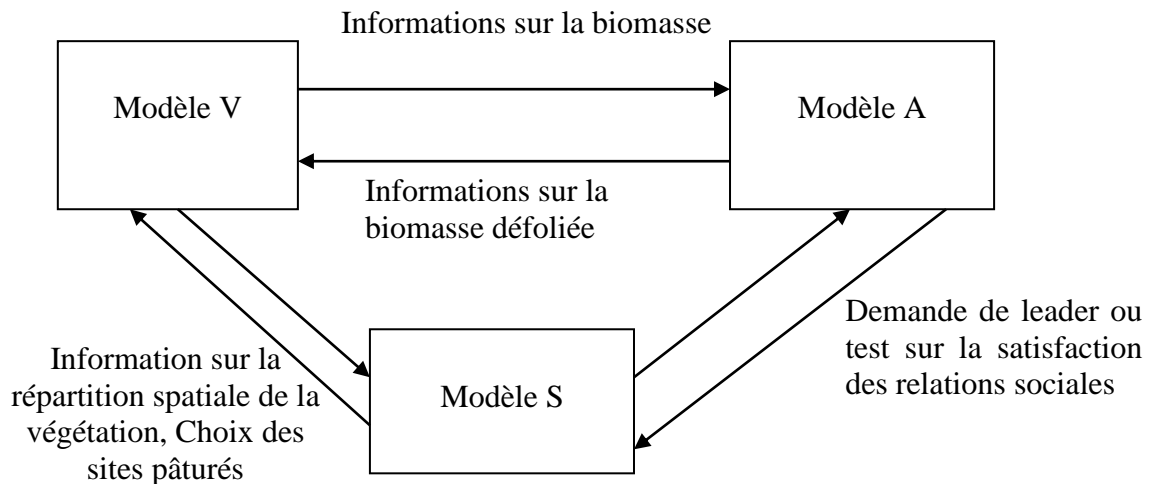 Informations sur la biomasse
Modèle V
Modèle A
Informations sur la
biomasse défoliée
Demande de leader ou
test sur la satisfaction
des relations sociales
Information sur la
répartition spatiale de la
végétation, Choix des
sites pâturés
Modèle S